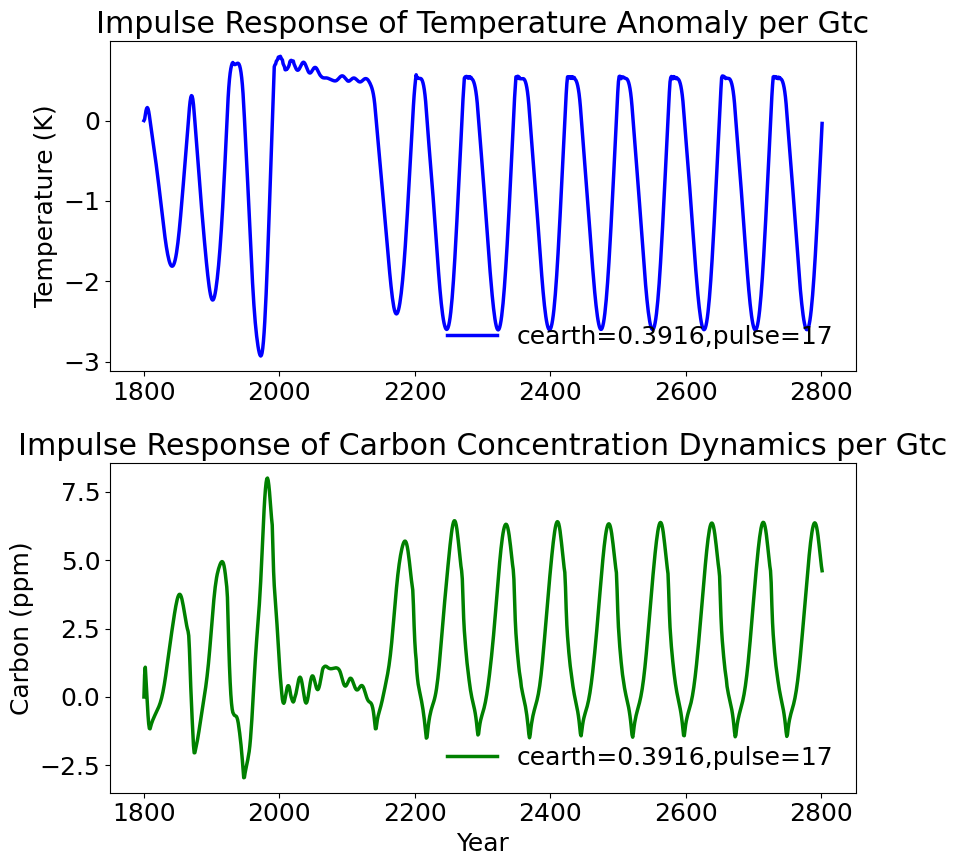 Impulse Response of Temperature Anomaly per Gtc
Temperature (K)
0
−1
−2
−3
cearth=0.3916,pulse=17
1800 2000 2200 2400 2600 2800
Impulse Response of Carbon Concentration Dynamics per Gtc
Carbon (ppm)
7.5
5.0
2.5
0.0
−2.5
cearth=0.3916,pulse=17
1800 2000 2200 2400 2600 2800
Year